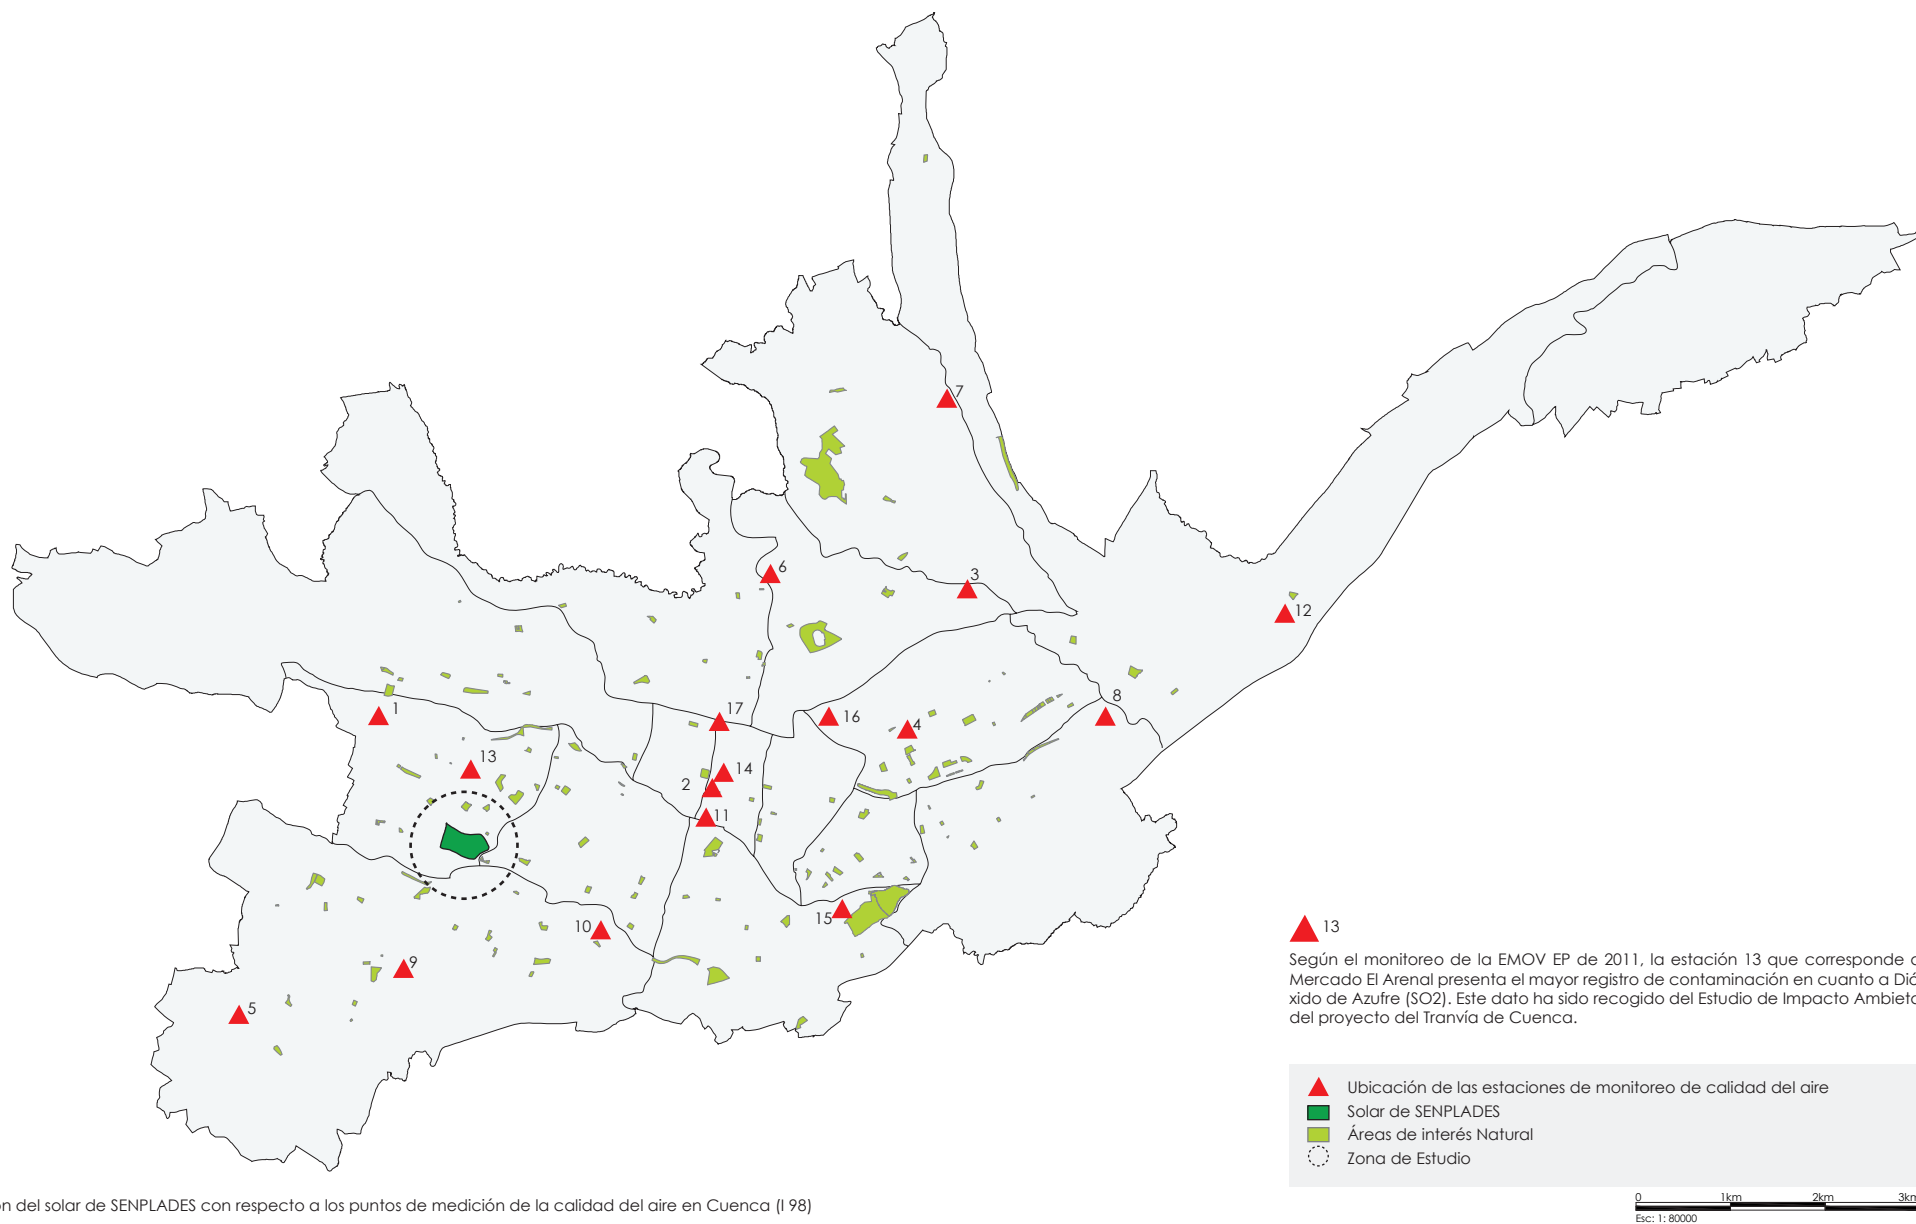 7
6
3
12
1
17
16
4
8
13
14
2
11
15
10
9
5
13
Según el monitoreo de la EMOV EP de 2011, la estación 13 que corresponde
Mercado El Arenal presenta el mayor registro de contaminación en cuanto a Dió
xido de Azufre (SO2). Este dato ha sido recogido del Estudio de Impacto Ambieta
del proyecto del Tranvía de Cuenca.
Ubicación de las estaciones de monitoreo de calidad del aire
Solar de SENPLADES
Áreas de interés Natural
Zona de Estudio
0 1km 2km 3km
Esc: 1: 80000
del solar de SENPLADES con respecto a los puntos de medición de la calidad del aire en Cuenca (I 98)